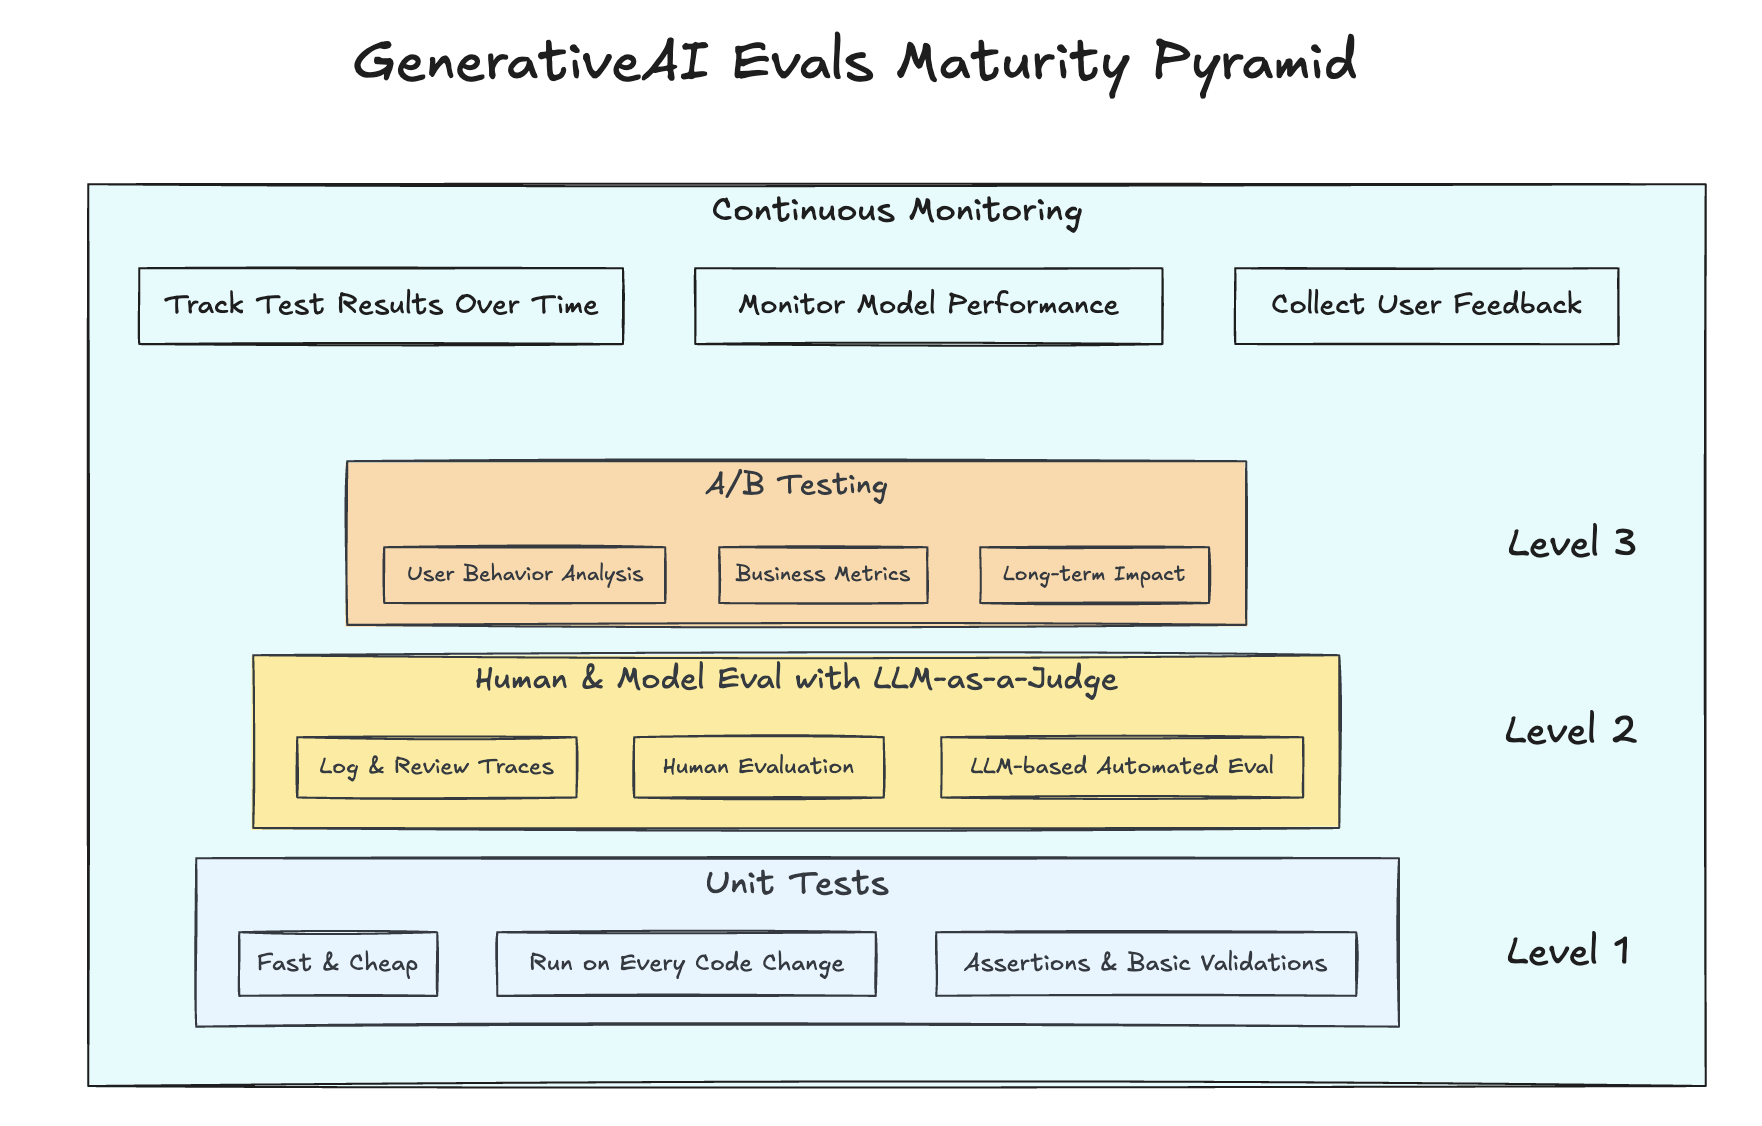 GenerativeAI Evals Maturity Pyramid
Continuous Monitoring
Track Test Results Over Time
Monitor Model Performance
Collect User Feedback
A/B Testing
User Behavior Analysis
Business Metrics
Long-term Impact
Level 3
Human & Model Eval with LLM-as-a-Judge
Log & Review Traces
Human Evaluation
LLM-based Automated Eval
Level 2
Unit Tests
Fast & Cheap
Run on Every Code Change
Assertions & Basic Validations
Level 1